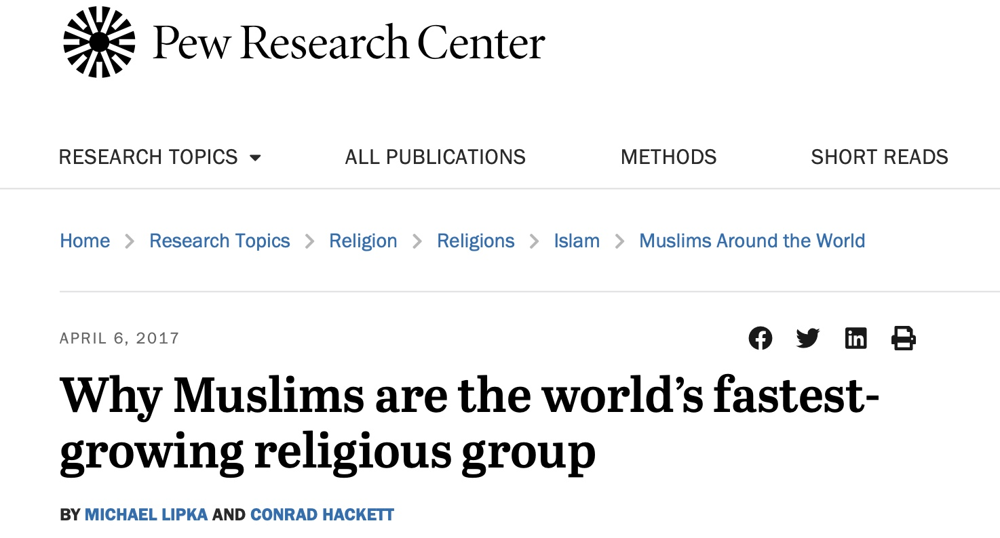 Pew Research Center
RESEARCH TOPICS ALL PUBLICATIONS METHODS SHORT READS
Home Research Topics Religion Religions Islam Muslims Around the World
APRIL 6, 2017
Why Muslims are the world’s fastest-
growing religious group
BY MICHAEL LIPKA AND CONRAD HACKETT